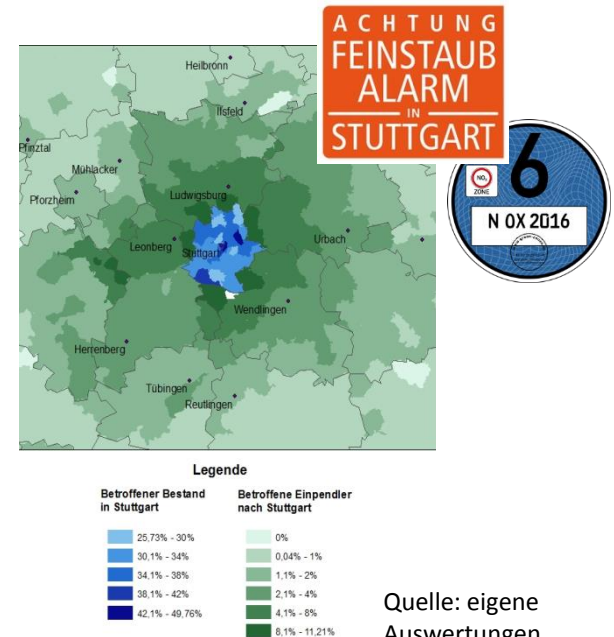 ACHTUNG
FEINSTAUB
ALARM
IN
STUTTGART
6
NO₂
ZONE
N OX 2016
Heilbronn
Ilsfeld
Pfinztal
Mühlacker
Pforzheim
Ludwigsburg
Leonberg
Stuttgart
Urbach
Wendlingen
Herrenberg
Tübingen
Reutlingen
Legende
Betroffener Bestand
in Stuttgart
25,73% - 30%
30,1% - 34%
34,1% - 38%
38,1% - 42%
42,1% - 49,76%
Betroffene Einpendler
nach Stuttgart
0%
0,04% - 1%
1,1% - 2%
2,1% - 4%
4,1% - 8%
8,1% - 11,21%
Quelle: eigene
Auswertungen